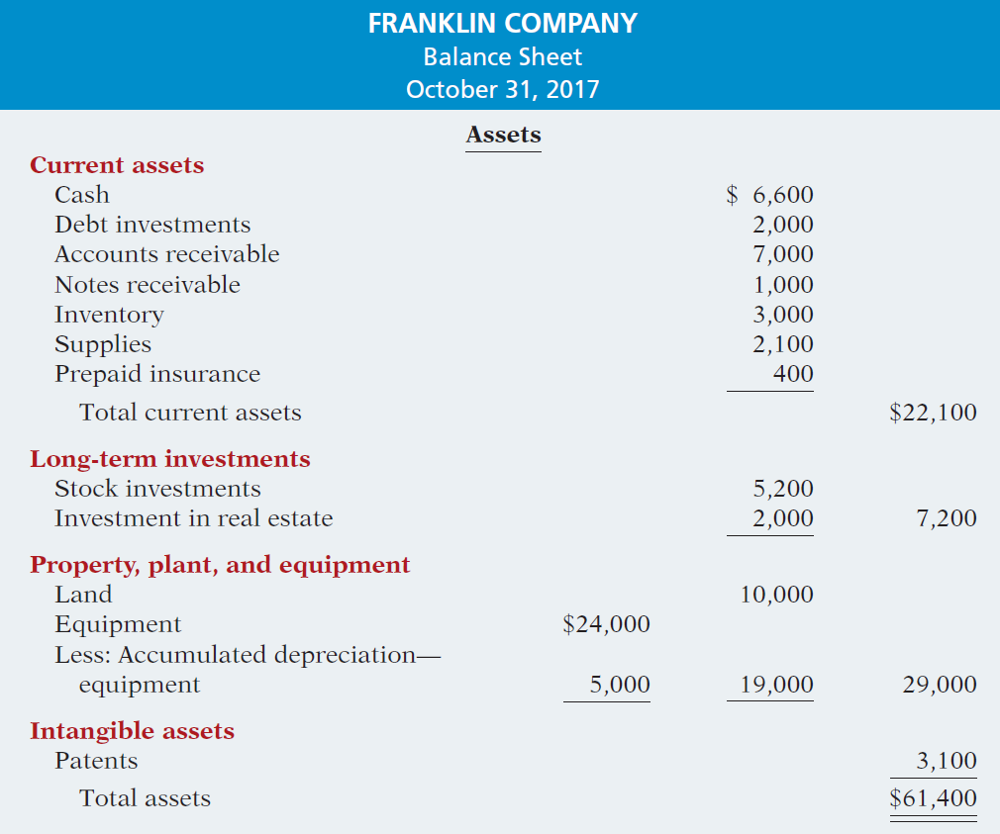 FRANKLIN COMPANY
Balance Sheet
October 31, 2017
Assets
Current assets
Cash $ 6,600
Debt investments 2,000
Accounts receivable 7,000
Notes receivable 1,000
Inventory 3,000
Supplies 2,100
Prepaid insurance 400
Total current assets $22,100
Long-term investments
Stock investments 5,200
Investment in real estate 2,000 7,200
Property, plant, and equipment
Land 10,000
Equipment $24,000
Less: Accumulated depreciation—
equipment 5,000 19,000 29,000
Intangible assets
Patents 3,100
Total assets $61,400